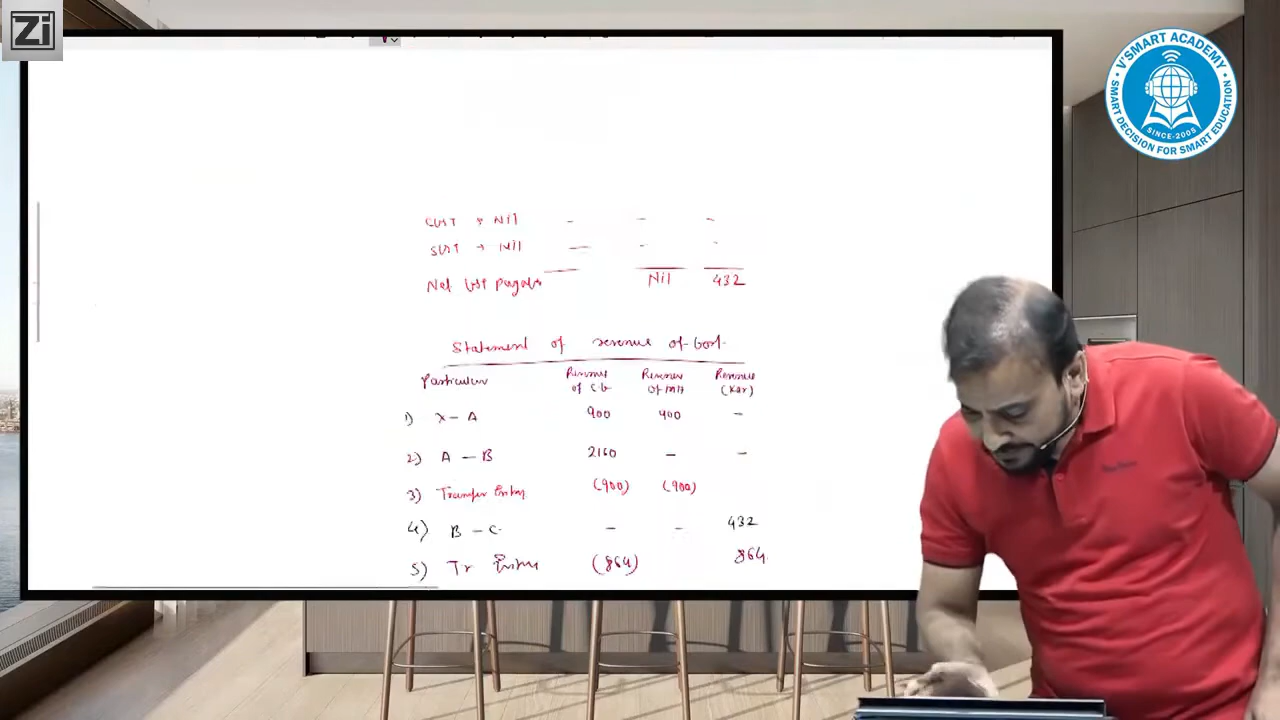 Zi
V'SMART ACADEMY
SINCE-2005
SMART DECISION FOR SMART EDUCATION
CGST → Nil - - -
SGST → Nil - - -
Net GST Payable Nil 432
Statement of revenue of Govt.
Particular Revenue of C.G Revenue of MH Revenue (Kar)
1) X - A 900 900 -
2) A - B 2160 - -
3) Transfer Entry (900) (900)
4) B - C - - 432
5) Tr Entry (864) 864